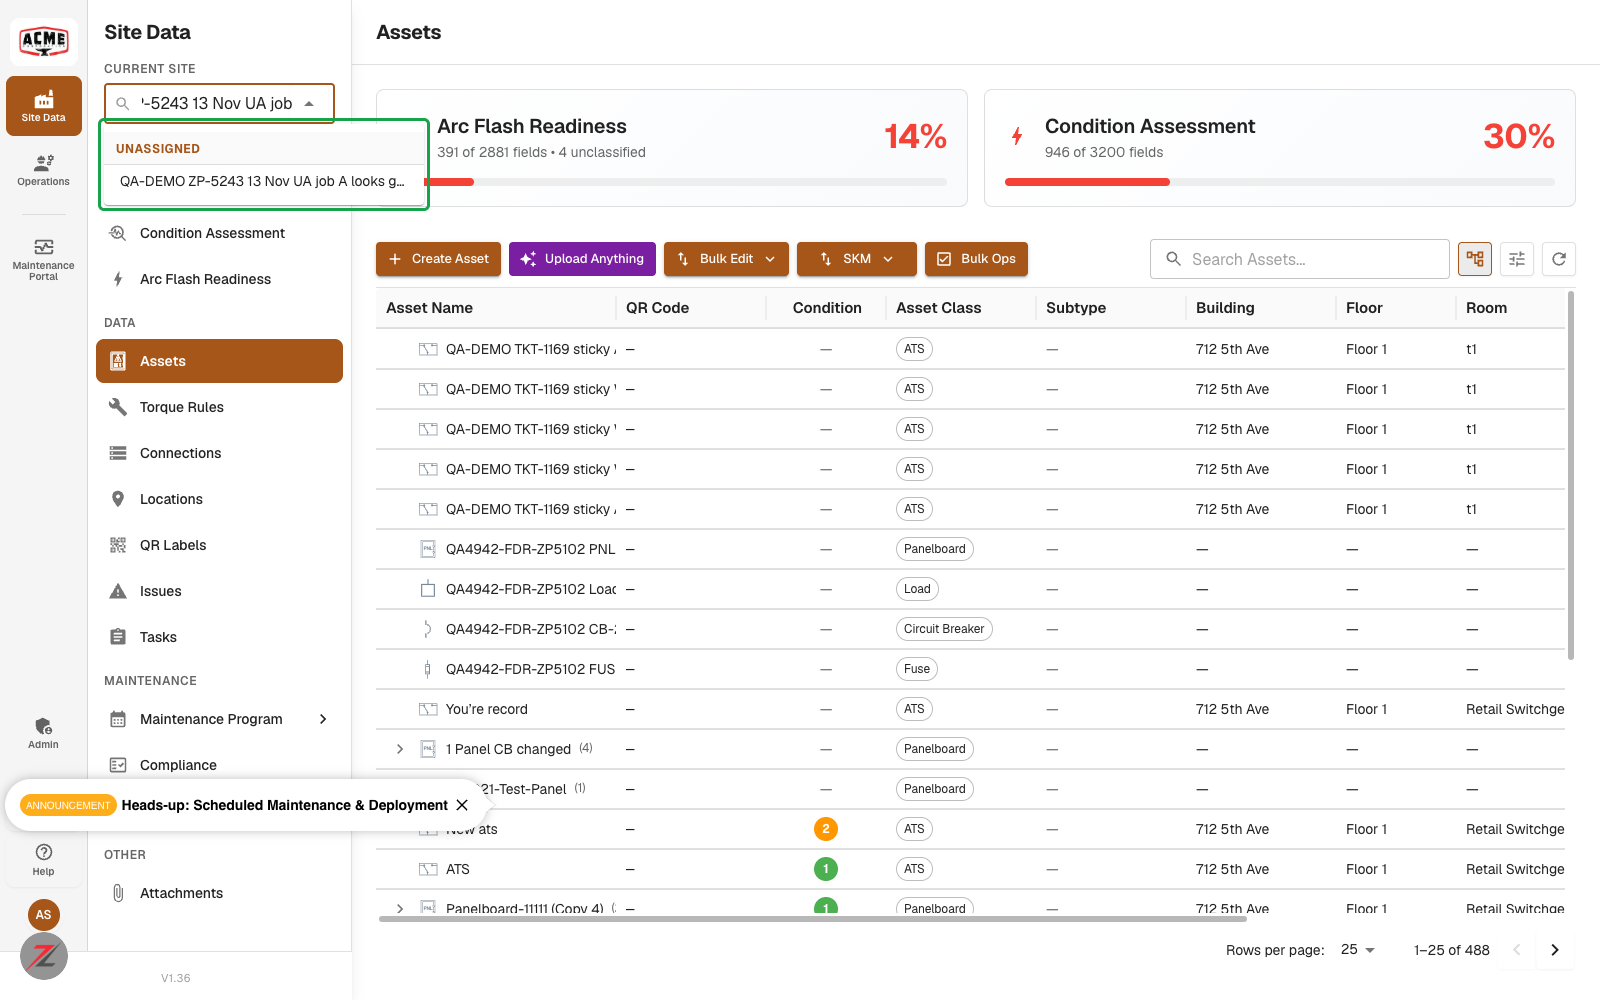 ACME
Site Data
Operations
Maintenance
Portal
Admin
Help
AS
Site Data
CURRENT SITE
-5243 13 Nov UA job
UNASSIGNED
QA-DEMO ZP-5243 13 Nov UA job A looks g...
Condition Assessment
Arc Flash Readiness
DATA
Assets
Torque Rules
Connections
Locations
QR Labels
Issues
Tasks
MAINTENANCE
Maintenance Program
Compliance
ANNOUNCEMENT Heads-up: Scheduled Maintenance & Deployment
OTHER
Attachments
V1.36
Assets
Arc Flash Readiness
391 of 2881 fields • 4 unclassified
14%
Condition Assessment
946 of 3200 fields
30%
Create Asset
Upload Anything
Bulk Edit
SKM
Bulk Ops
Search Assets...
Asset Name QR Code Condition Asset Class Subtype Building Floor Room
QA-DEMO TKT-1169 sticky – — ATS — 712 5th Ave Floor 1 t1
QA-DEMO TKT-1169 sticky – — ATS — 712 5th Ave Floor 1 t1
QA-DEMO TKT-1169 sticky – — ATS — 712 5th Ave Floor 1 t1
QA-DEMO TKT-1169 sticky – — ATS — 712 5th Ave Floor 1 t1
QA-DEMO TKT-1169 sticky – — ATS — 712 5th Ave Floor 1 t1
QA4942-FDR-ZP5102 PNL – — Panelboard — — — —
QA4942-FDR-ZP5102 Load – — Load — — — —
QA4942-FDR-ZP5102 CB- – — Circuit Breaker — — — —
QA4942-FDR-ZP5102 FUS – — Fuse — — — —
You're record – — ATS — 712 5th Ave Floor 1 Retail Switchge
1 Panel CB changed (4) – — Panelboard — — — —
21-Test-Panel (1) – — Panelboard — — — —
New ats – 2 ATS — 712 5th Ave Floor 1 Retail Switchge
ATS – 1 ATS — 712 5th Ave Floor 1 Retail Switchge
Panelboard-11111 (Copy 4) – 1 Panelboard — 712 5th Ave Floor 1 Retail Switchge
Rows per page: 25 1–25 of 488